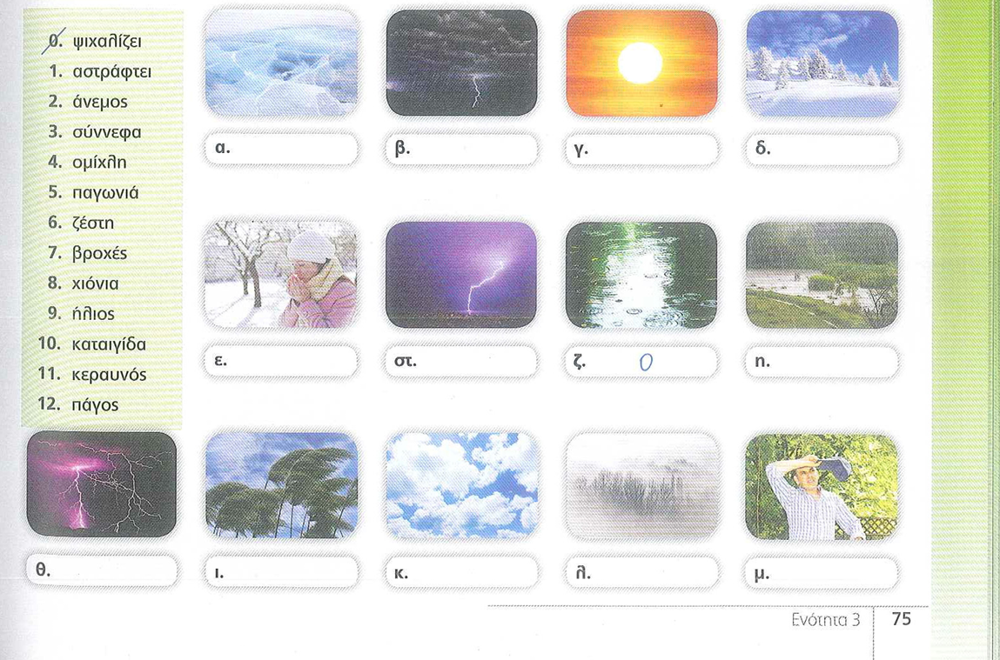 0. ψιχαλίζει
1. αστράφτει
2. άνεμος
3. σύννεφα
4. ομίχλη
5. παγωνιά
6. ζέστη
7. βροχές
8. χιόνια
9. ήλιος
10. καταιγίδα
11. κεραυνός
12. πάγος
α.
β.
γ.
δ.
ε.
στ.
ζ. 0
η.
θ.
ι.
κ.
λ.
μ.
Ενότητα 3 75